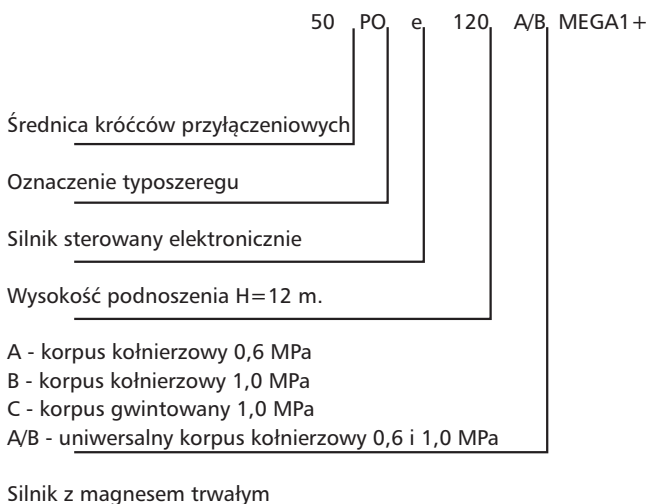 50 PO e 120 A/B MEGA1+
Średnica króćców przyłączeniowych
Oznaczenie typoszeregu
Silnik sterowany elektronicznie
Wysokość podnoszenia H=12 m.
A - korpus kołnierzowy 0,6 MPa
B - korpus kołnierzowy 1,0 MPa
C - korpus gwintowany 1,0 MPa
A/B - uniwersalny korpus kołnierzowy 0,6 i 1,0 MPa
Silnik z magnesem trwałym